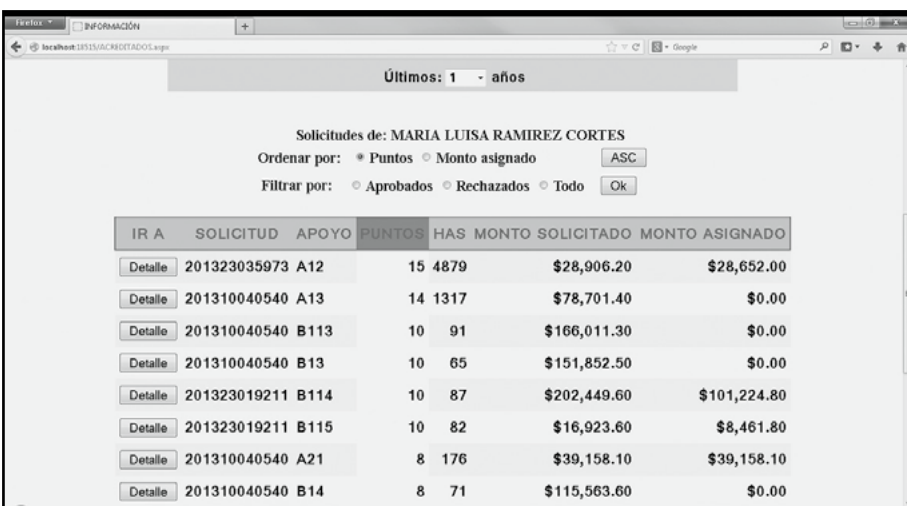 Firefox
INFORMACIÓN
+
localhost:18515/ACREDITADOS.aspx
Google
Últimos: 1 años
Solicitudes de: MARIA LUISA RAMIREZ CORTES
Ordenar por: Puntos Monto asignado ASC
Filtrar por: Aprobados Rechazados Todo Ok
IR A SOLICITUD APOYO PUNTOS HAS MONTO SOLICITADO MONTO ASIGNADO
Detalle 201323035973 A12 15 4879 $28,906.20 $28,652.00
Detalle 201310040540 A13 14 1317 $78,701.40 $0.00
Detalle 201310040540 B113 10 91 $166,011.30 $0.00
Detalle 201310040540 B13 10 65 $151,852.50 $0.00
Detalle 201323019211 B114 10 87 $202,449.60 $101,224.80
Detalle 201323019211 B115 10 82 $16,923.60 $8,461.80
Detalle 201310040540 A21 8 176 $39,158.10 $39,158.10
Detalle 201310040540 B14 8 71 $115,563.60 $0.00